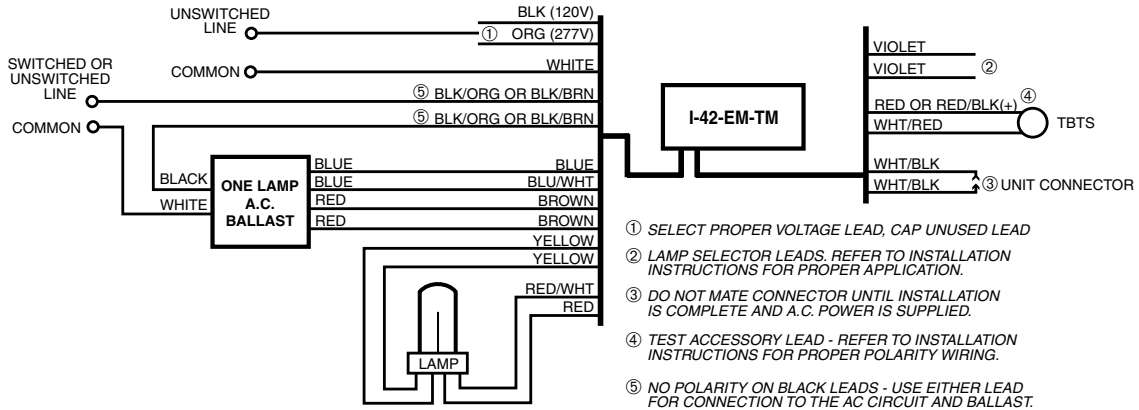 UNSWITCHED
LINE
BLK (120V)
① ORG (277V)
COMMON
WHITE
SWITCHED OR
UNSWITCHED
LINE
⑤ BLK/ORG OR BLK/BRN
COMMON
⑤ BLK/ORG OR BLK/BRN
BLACK
WHITE
ONE LAMP
A.C.
BALLAST
BLUE
BLUE
RED
RED
BLUE
BLU/WHT
BROWN
BROWN
YELLOW
YELLOW
RED/WHT
RED
LAMP
I-42-EM-TM
VIOLET
VIOLET
②
RED OR RED/BLK(+)
④
WHT/RED
TBTS
WHT/BLK
WHT/BLK
③ UNIT CONNECTOR
① SELECT PROPER VOLTAGE LEAD, CAP UNUSED LEAD
② LAMP SELECTOR LEADS. REFER TO INSTALLATION
INSTRUCTIONS FOR PROPER APPLICATION.
③ DO NOT MATE CONNECTOR UNTIL INSTALLATION
IS COMPLETE AND A.C. POWER IS SUPPLIED.
④ TEST ACCESSORY LEAD - REFER TO INSTALLATION
INSTRUCTIONS FOR PROPER POLARITY WIRING.
⑤ NO POLARITY ON BLACK LEADS - USE EITHER LEAD
FOR CONNECTION TO THE AC CIRCUIT AND BALLAST.